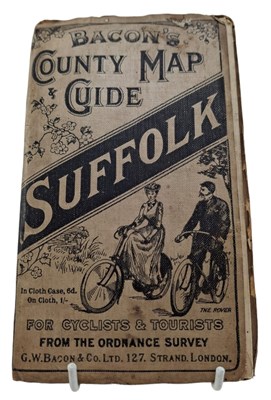 BACON'S
COUNTY MAP
& GUIDE
SUFFOLK
In Cloth Case, 6d.
On Cloth, 1/-
THE ROVER
FOR CYCLISTS & TOURISTS
FROM THE ORDNANCE SURVEY
G.W. BACON & CO. LTD. 127, STRAND, LONDON.